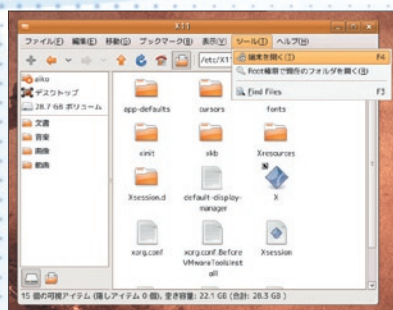 X11
ファイル(F) 編集(E) 移動(G) ブックマーク(B) 表示(V) ツール(T) ヘルプ(H)
/etc/X11
端末を開く(T) F4
Root権限で現在のフォルダを開く(R)
Find Files F3
aiko
デスクトップ
28.7 GB ボリューム
文書
音楽
画像
動画
app-defaults
cursors
fonts
xinit
xkb
Xresources
Xsession.d
default-display-
manager
X
xorg.conf
xorg.conf.Before
VMwareToolsInst
all
Xsession
15 個の可視アイテム (隠しアイテム 0 個), 空き容量: 22.1 GB (合計: 28.3 GB )